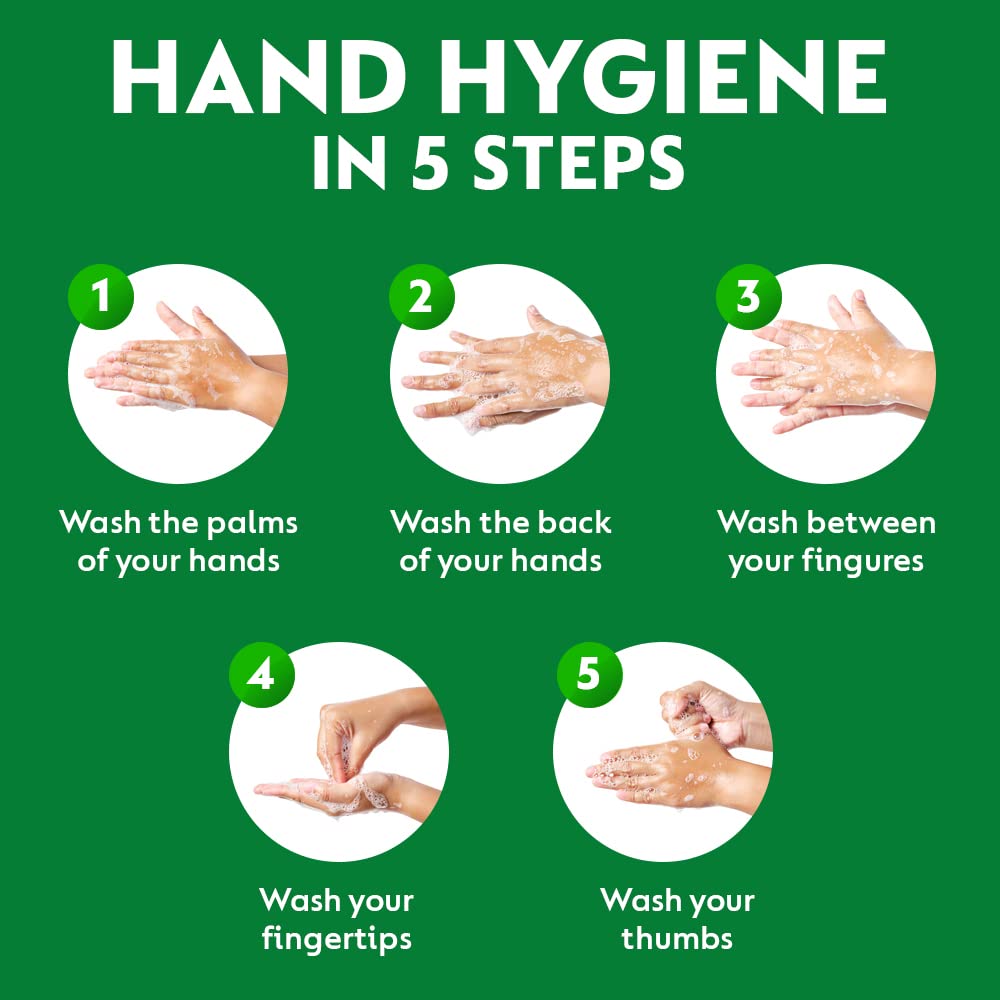 HAND HYGIENE
IN 5 STEPS
1
Wash the palms
of your hands
2
Wash the back
of your hands
3
Wash between
your fingures
4
Wash your
fingertips
5
Wash your
thumbs